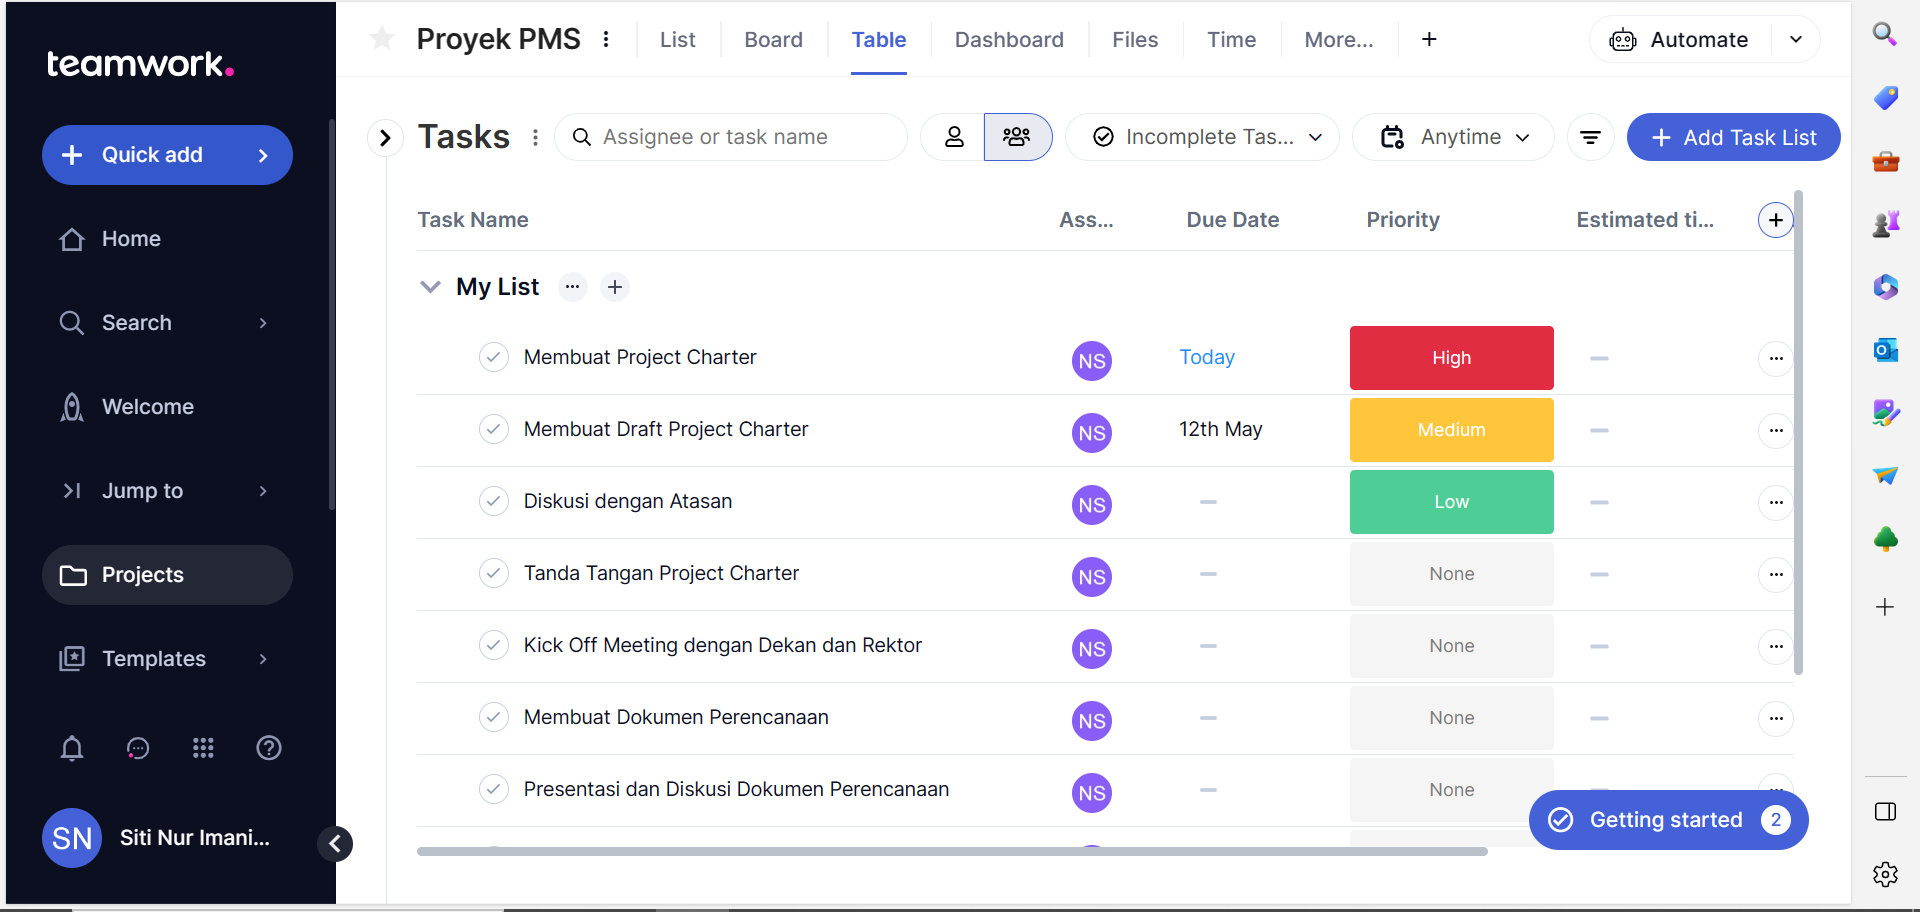 teamwork.
Quick add
Home
Search
Welcome
Jump to
Projects
Templates
SN Siti Nur Imani...
Proyek PMS List Board Table Dashboard Files Time More... Automate
Tasks Assignee or task name Incomplete Tas... Anytime Add Task List
Task Name Ass... Due Date Priority Estimated ti...
My List
Membuat Project Charter NS Today High
Membuat Draft Project Charter NS 12th May Medium
Diskusi dengan Atasan NS Low
Tanda Tangan Project Charter NS None
Kick Off Meeting dengan Dekan dan Rektor NS None
Membuat Dokumen Perencanaan NS None
Presentasi dan Diskusi Dokumen Perencanaan NS None
Getting started 2